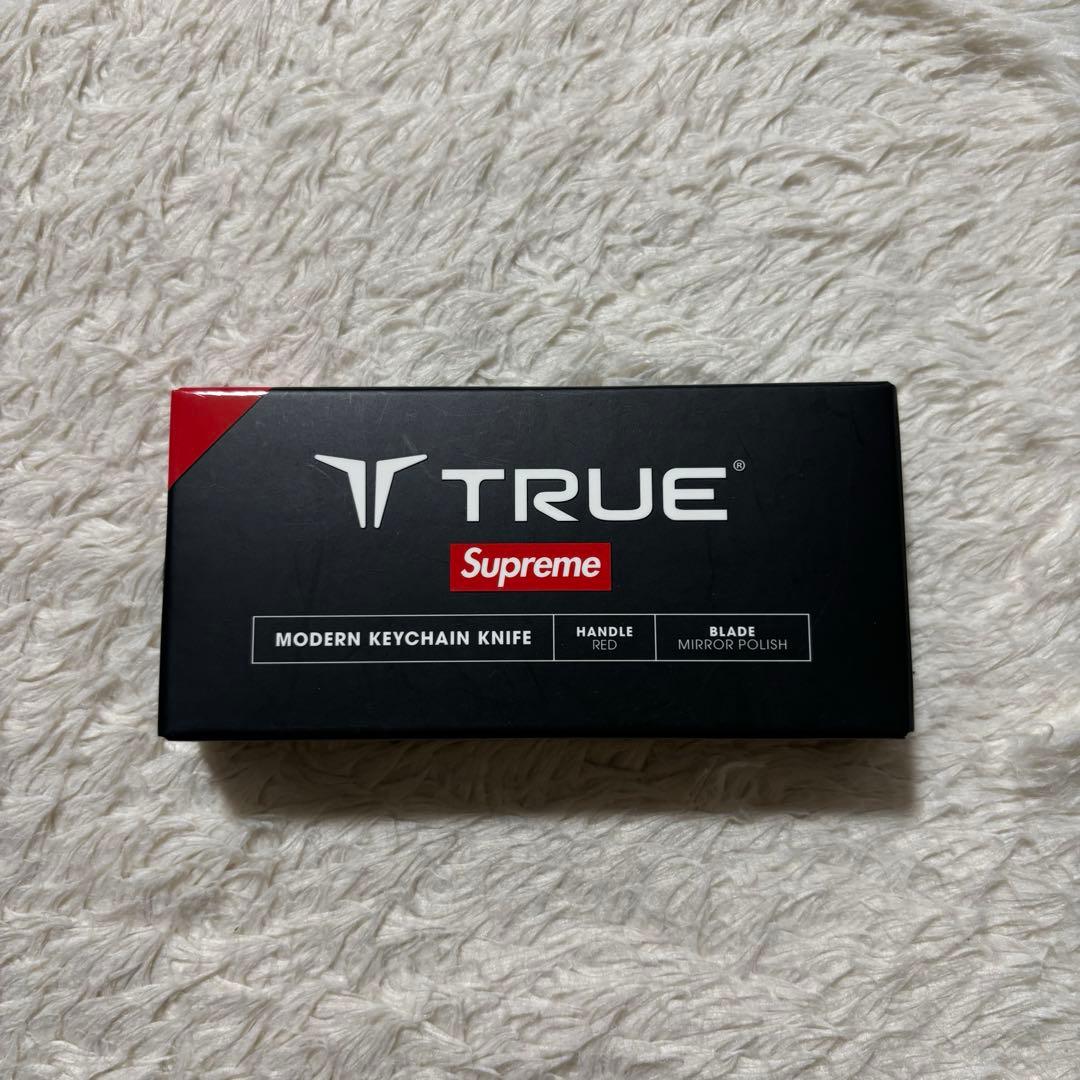 TRUE®
Supreme
MODERN KEYCHAIN KNIFE
HANDLE
RED
BLADE
MIRROR POLISH